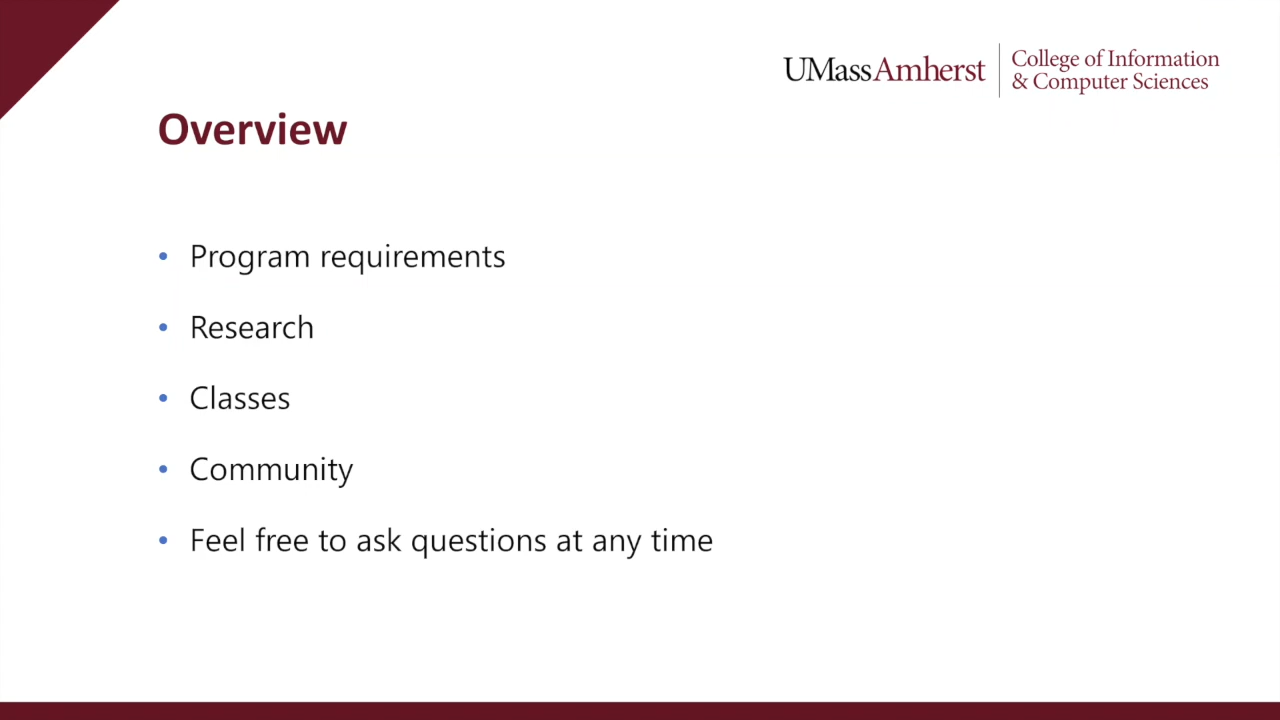 UMassAmherst
College of Information
& Computer Sciences
Overview
• Program requirements
• Research
• Classes
• Community
• Feel free to ask questions at any time